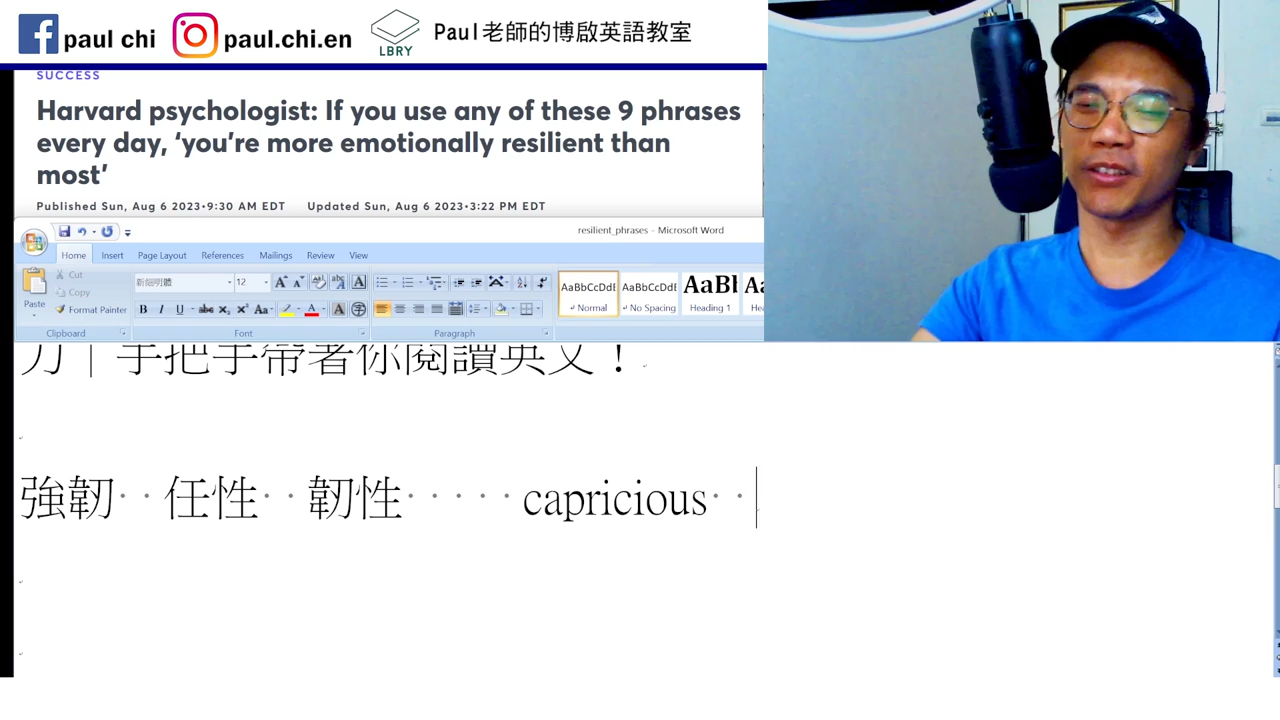 paul chi
paul.chi.en
LBRY
Paul老師的博啟英語教室
SUCCESS
Harvard psychologist: If you use any of these 9 phrases
every day, ‘you’re more emotionally resilient than
most’
Published Sun, Aug 6 2023•9:30 AM EDT Updated Sun, Aug 6 2023•3:22 PM EDT
resilient_phrases - Microsoft Word
Home Insert Page Layout References Mailings Review View
Paste
Cut
Copy
Format Painter
Clipboard
新細明體 12
Font
Paragraph
AaBbCcDdE AaBbCcDdE AaBb Aa
Normal No Spacing Heading 1 He
力｜手把手帶著你閱讀英文！
強韌 任性 韌性 capricious